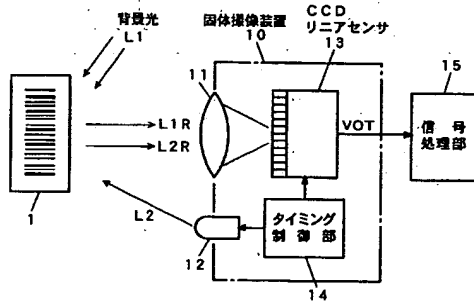 背景光
L1
固体撮像装置
10
CCD
リニアセンサ
13
11
15
L1R
L2R
VOT
信号
処理部
1
L2
タイミング
制御部
12
14